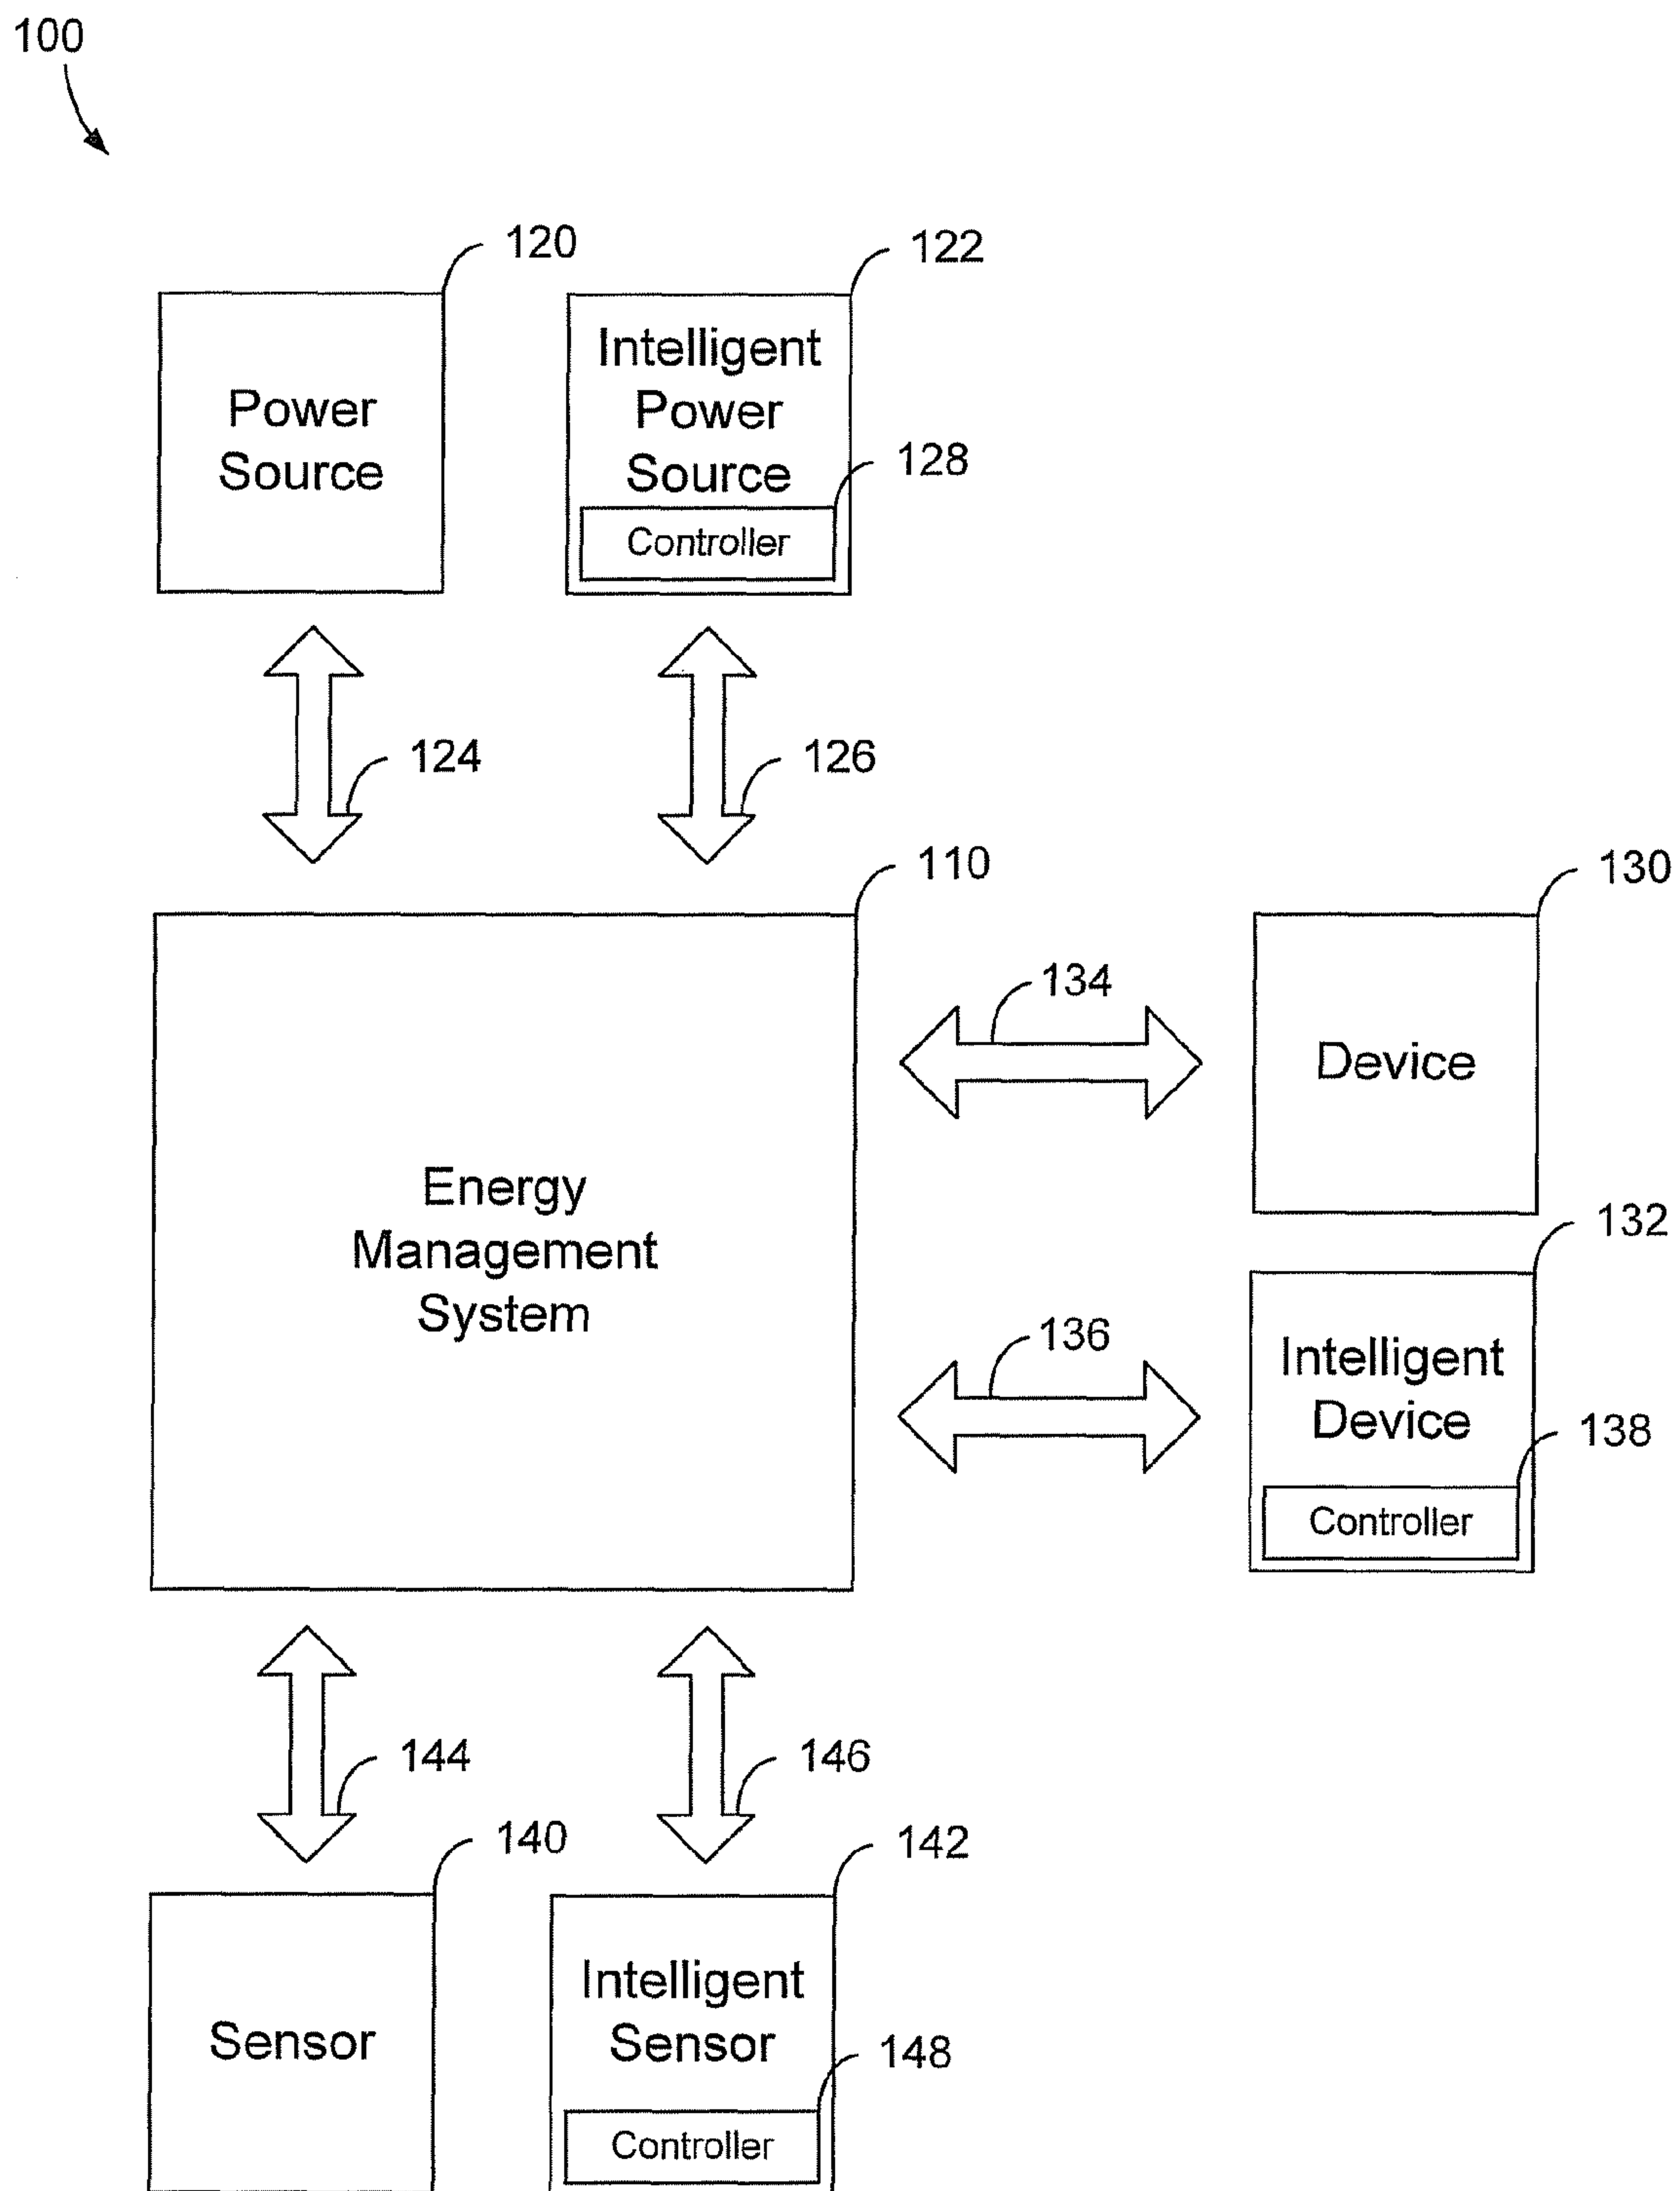 100
120
122
Power
Source
Intelligent
Power
Source
128
Controller
124
126
110
130
134
Device
Energy
Management
System
132
136
Intelligent
Device
138
Controller
144
146
140
142
Sensor
Intelligent
Sensor
148
Controller